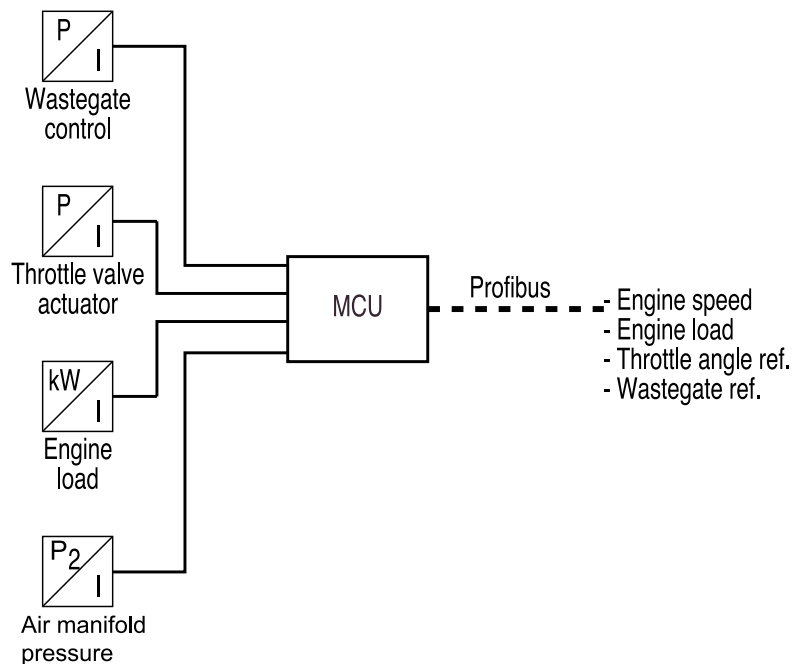 P
I
Wastegate
control
P
I
Throttle valve
actuator
kW
I
Engine
load
P2
I
Air manifold
pressure
MCU
Profibus
- Engine speed
- Engine load
- Throttle angle ref.
- Wastegate ref.